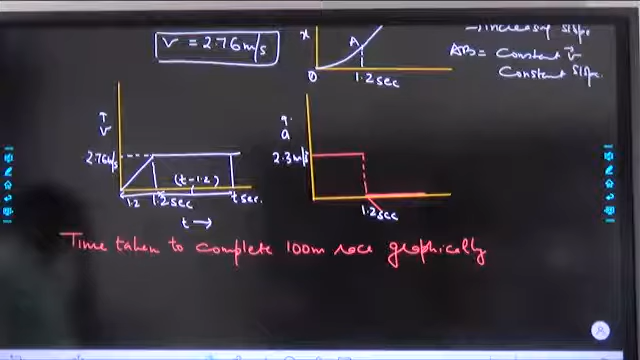 → increasing slope
v = 2.76 m/s
x
A
AB = Constant v⃗
Constant slope.
0
1.2 sec
↑
v
↑
a
2.76 m/s
2.3 m/s
(t-1.2)
1.2
1.2 sec
t sec.
1.2 sec
t →
Time taken to complete 100m race graphically